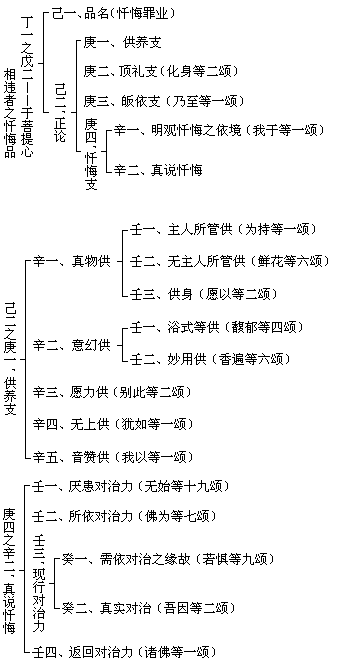 丁一之戊二——于菩提心
相违者之忏悔品
己一、品名(忏悔罪业)
己二、正论
庚一、供养支
庚二、顶礼支(化身等二颂)
庚三、皈依支(乃至等一颂)
庚四、忏悔支
辛一、明观忏悔之依境(我于等一颂)
辛二、真说忏悔
己二之庚一、供养支
辛一、真物供
壬一、主人所管供(为持等一颂)
壬二、无主人所管供(鲜花等六颂)
壬三、供身(愿以等二颂)
辛二、意幻供
壬一、浴式等供(馥郁等四颂)
壬二、妙用供(香遍等六颂)
辛三、愿力供(别此等二颂)
辛四、无上供(犹如等一颂)
辛五、音赞供(我以等一颂)
庚四之辛二、真说忏悔
壬一、厌患对治力(无始等十九颂)
壬二、所依对治力(佛为等七颂)
壬三、现行对治力
癸一、需依对治之缘故(若惧等九颂)
癸二、真实对治(吾因等二颂)
壬四、返回对治力(诸佛等一颂)